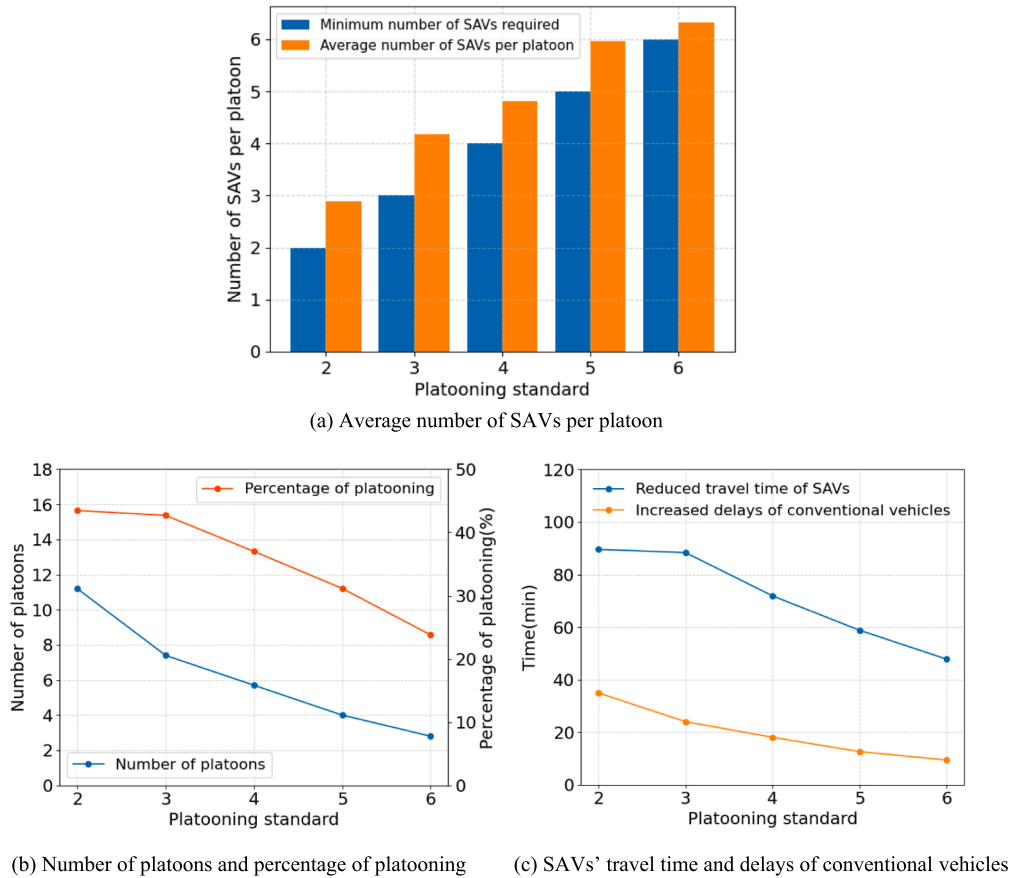 Minimum number of SAVs required
Average number of SAVs per platoon
Number of SAVs per platoon
6
5
4
3
2
1
0
2 3 4 5 6
Platooning standard
(a) Average number of SAVs per platoon
18
16
14
12
10
8
6
4
2
0
Number of platoons
Percentage of platooning
Number of platoons
50
40
30
20
10
0
Percentage of platooning(%)
2 3 4 5 6
Platooning standard
(b) Number of platoons and percentage of platooning
120
100
80
60
40
20
0
Time(min)
Reduced travel time of SAVs
Increased delays of conventional vehicles
2 3 4 5 6
Platooning standard
(c) SAVs’ travel time and delays of conventional vehicles